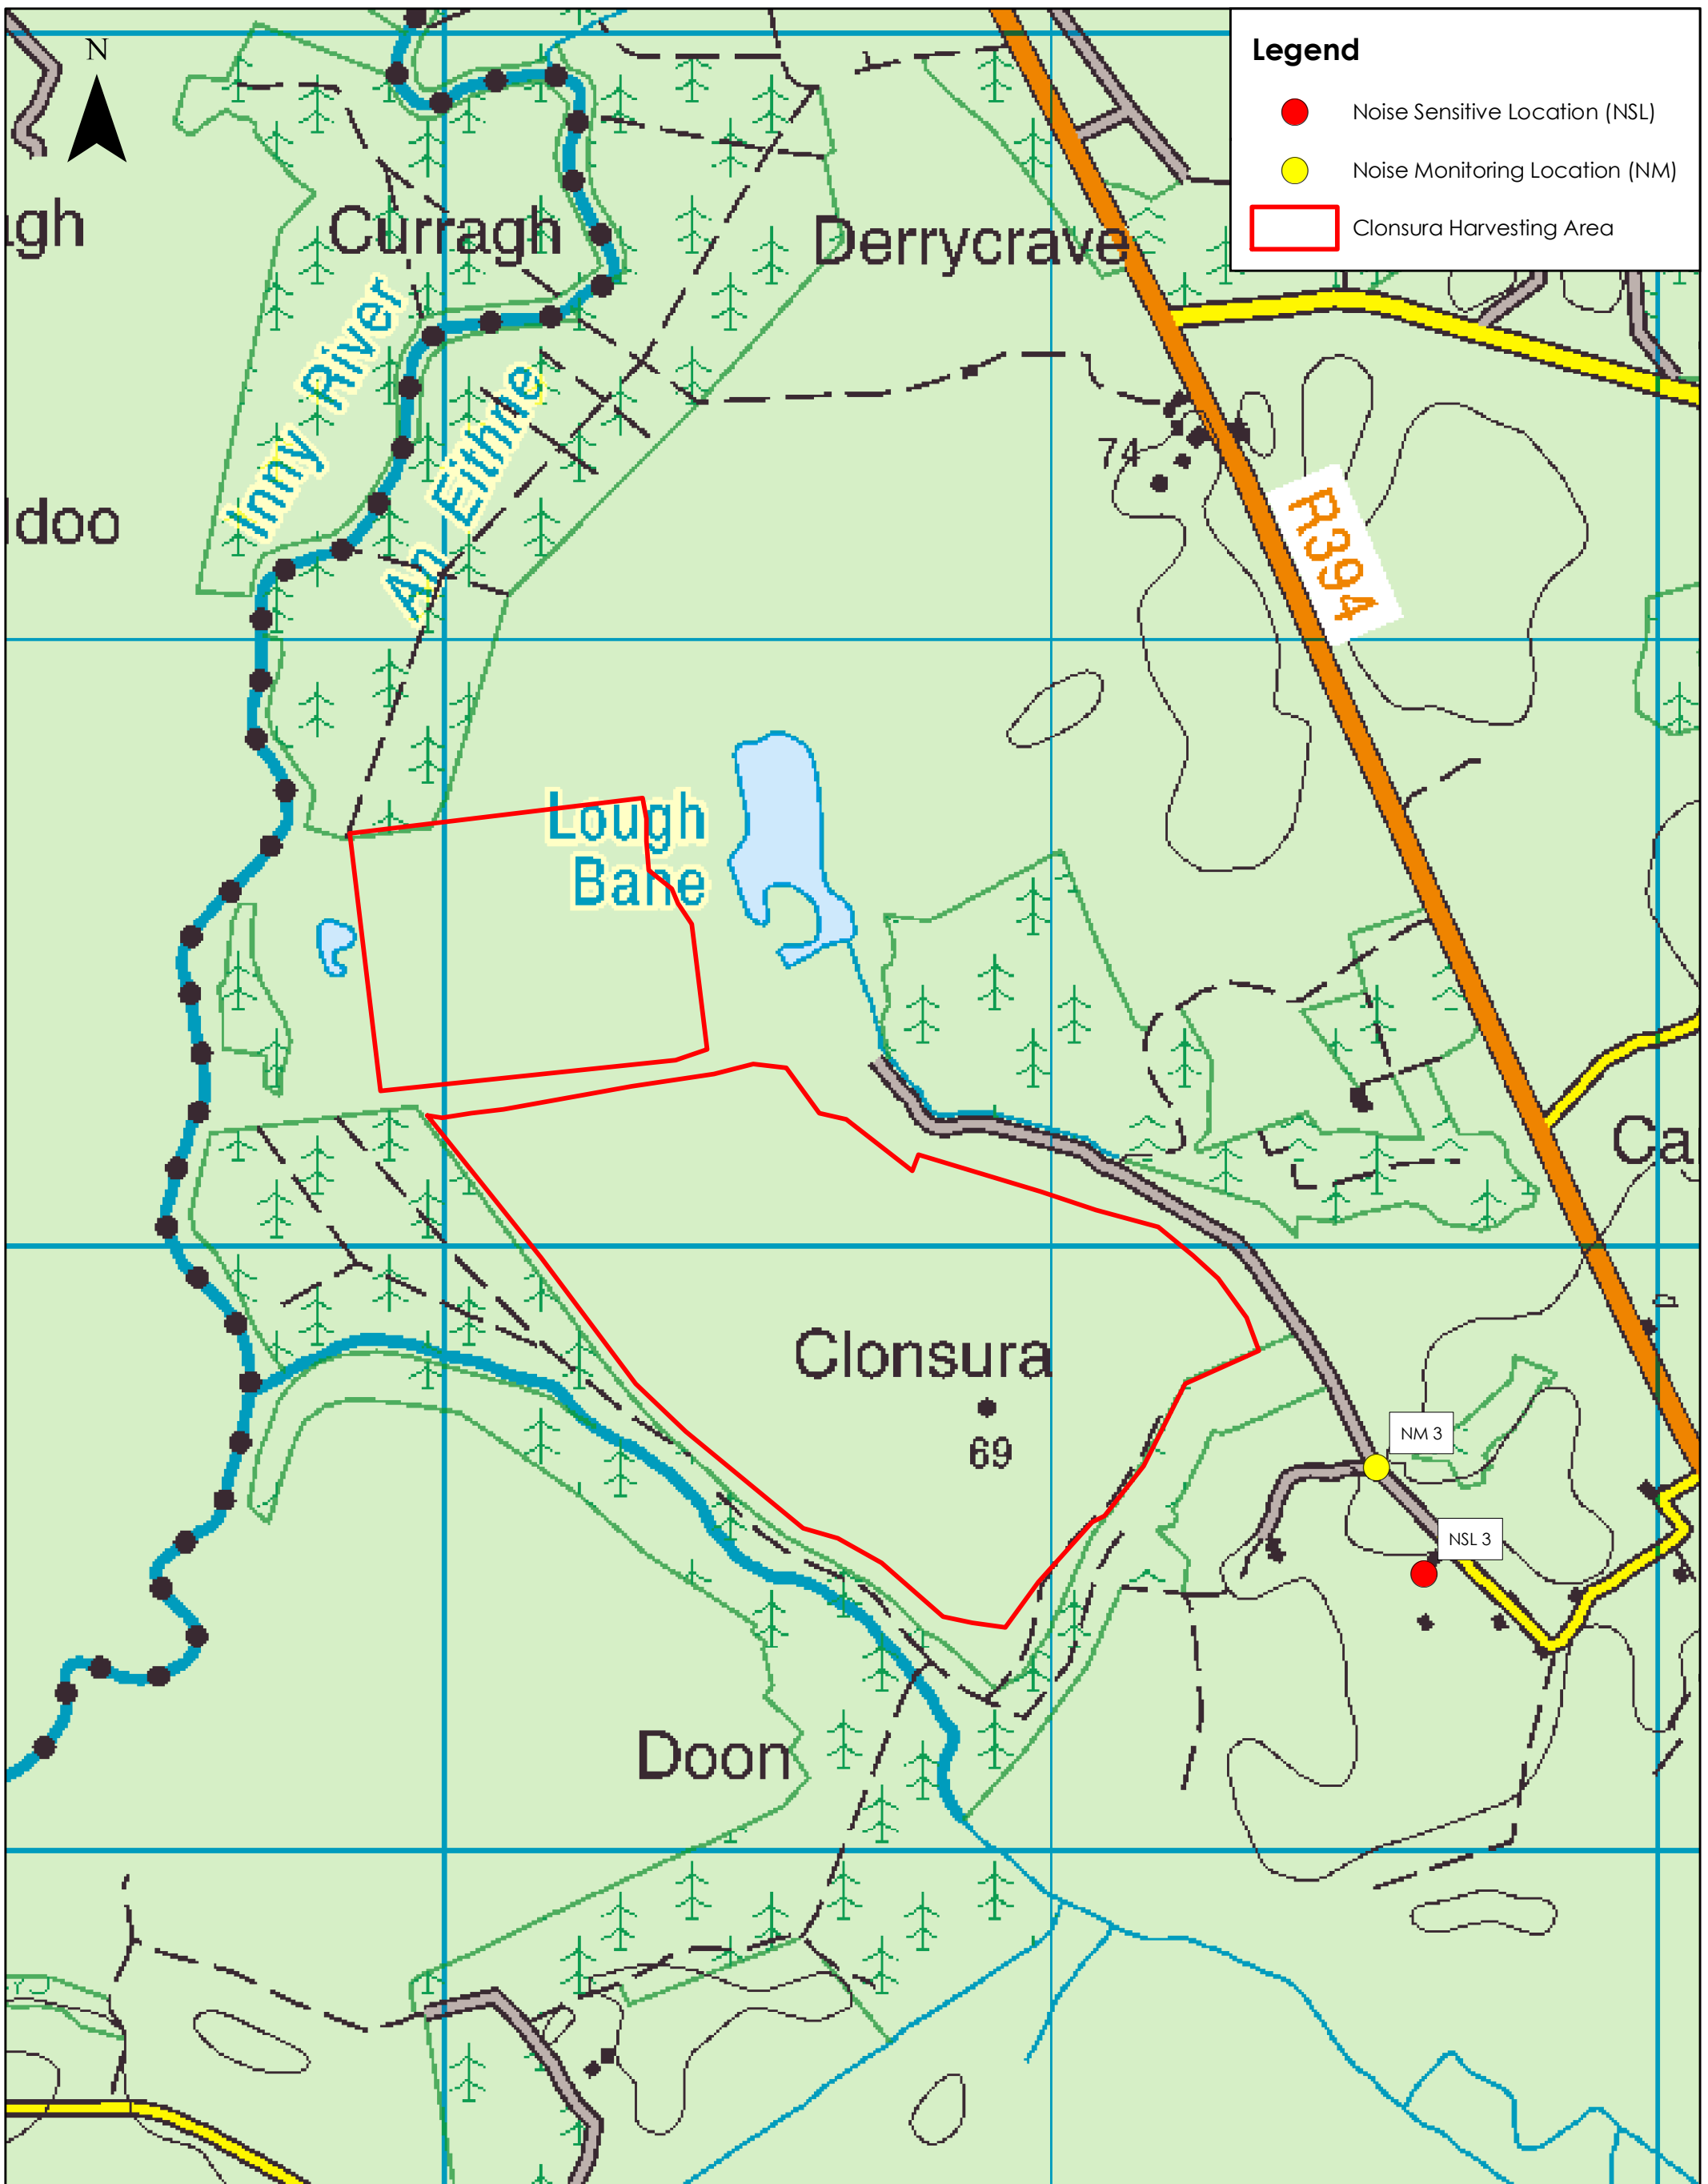 N
Legend
Noise Sensitive Location (NSL)
Noise Monitoring Location (NM)
Clonsura Harvesting Area
Curragh
Derrycrave
Inny River
An Eithne
74
R394
Lough
Bane
Clonsura
69
NM 3
NSL 3
Doon